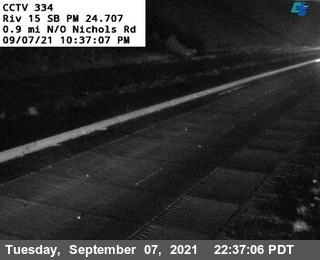 CCTV 334
Riv 15 SB PM 24.707
0.9 mi N/O Nichols Rd
09/07/21 10:37:07 PM
Tuesday, September 07, 2021 22:37:06 PDT